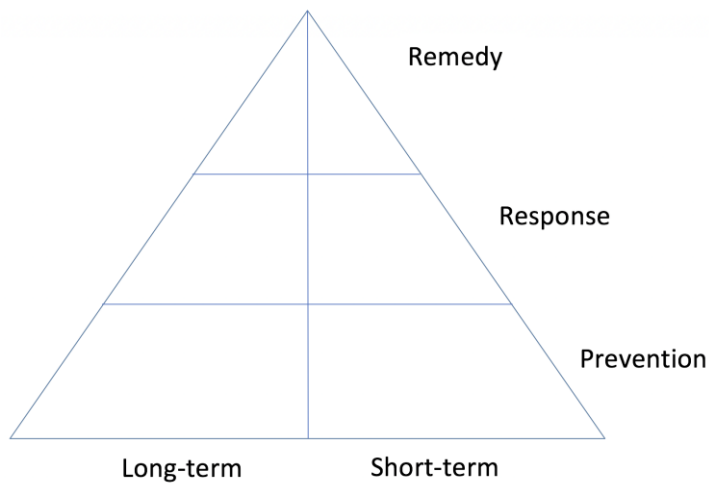 Remedy
Response
Prevention
Long-term
Short-term